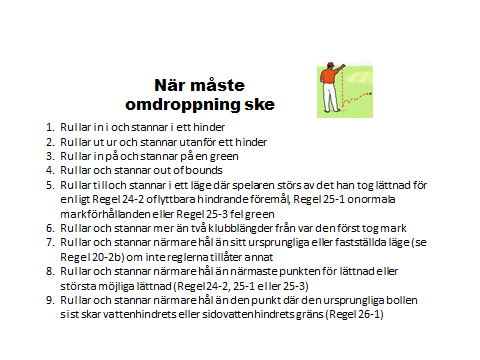 När måste
omdroppning ske
1. Rullar in i och stannar i ett hinder
2. Rullar ut ur och stannar utanför ett hinder
3. Rullar in på och stannar på en green
4. Rullar och stannar out of bounds
5. Rullar till och stannar i ett läge där spelaren störs av det han tog lättnad för
enligt Regel 24-2 oflyttbara hindrande föremål, Regel 25-1 onormala
markförhållanden eller Regel 25-3 fel green
6. Rullar och stannar mer än två klubblängder från var den först tog mark
7. Rullar och stannar närmare hål än sitt ursprungliga eller fastställda läge (se
Regel 20-2b) om inte reglerna tillåter annat
8. Rullar och stannar närmare hål än närmaste punkten för lättnad eller
största möjliga lättnad (Regel 24-2, 25-1 eller 25-3)
9. Rullar och stannar närmare hål än den punkt där den ursprungliga bollen
sist skar vattenhindrets eller sidovattenhindrets gräns (Regel 26-1)